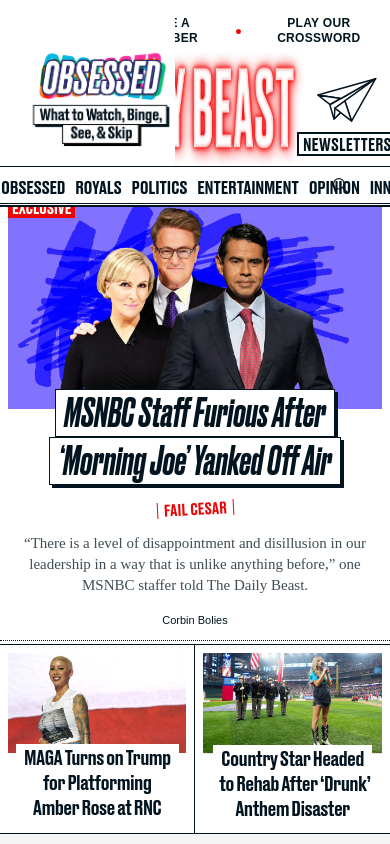 E A
BER
PLAY OUR
CROSSWORD
OBSESSED
What to Watch, Binge,
See, & Skip
Y BEAST
NEWSLETTERS
OBSESSED ROYALS POLITICS ENTERTAINMENT OPINION INN
EXCLUSIVE
MSNBC Staff Furious After
‘Morning Joe’ Yanked Off Air
FAIL CESAR
“There is a level of disappointment and disillusion in our
leadership in a way that is unlike anything before,” one
MSNBC staffer told The Daily Beast.
Corbin Bolies
MAGA Turns on Trump
for Platforming
Amber Rose at RNC
Country Star Headed
to Rehab After ‘Drunk’
Anthem Disaster